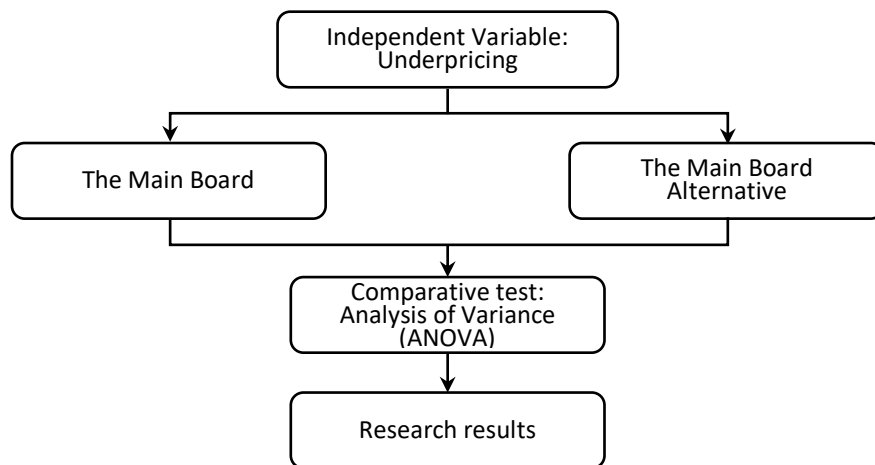 Independent Variable:
Underpricing
The Main Board
The Main Board
Alternative
Comparative test:
Analysis of Variance
(ANOVA)
Research results